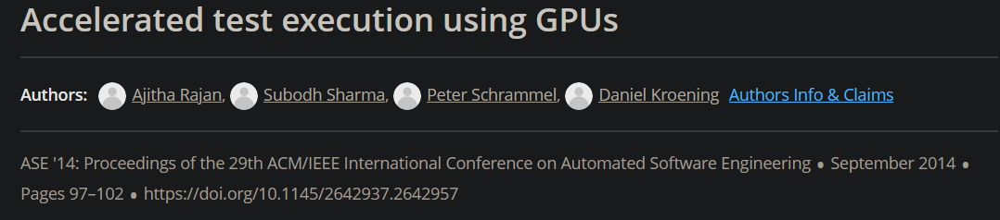 Accelerated test execution using GPUs
Authors: Ajitha Rajan, Subodh Sharma, Peter Schrammel, Daniel Kroening Authors Info & Claims
ASE '14: Proceedings of the 29th ACM/IEEE International Conference on Automated Software Engineering • September 2014 •
Pages 97–102 • https://doi.org/10.1145/2642937.2642957